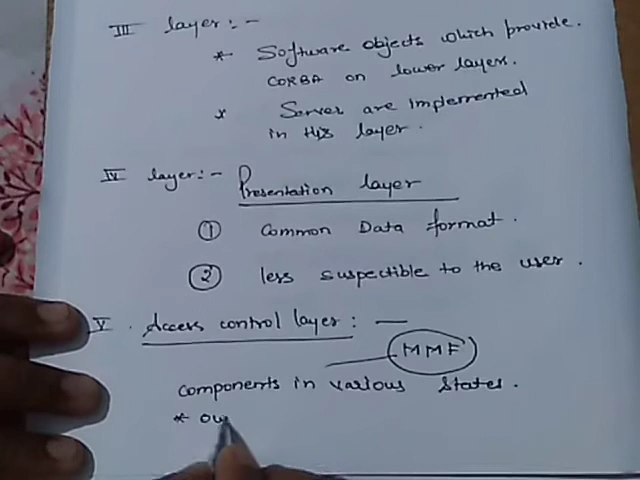 III layer :-
* Software objects which provide.
CORBA on lower layers.
* Server are implemented
in this layer.
IV layer :- Presentation layer
① Common Data format.
② less suspectible to the user.
V. Access control layer : —
MMF
Components in various states.
* ow